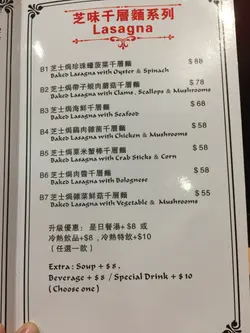 芝味千層麵系列
Lasagna
B1 芝士焗珍珠蠔菠菜千層麵 $ 88
Baked Lasagna with Oyster & Spinach
B2 芝士焗帶子蜆肉蘑菇千層麵 $ 78
Baked Lasagna with Clams, Scallops & Mushrooms
B3 芝士焗海鮮千層麵 $ 68
Baked Lasagna with Seafood
B4 芝士焗鷄肉雜菌千層麵 $ 58
Baked Lasagna with Chicken & Mushrooms
B5 芝士焗粟米蟹棒千層麵 $ 58
Baked Lasagna with Crab Sticks & Corn
B6 芝士焗肉醬千層麵 $ 58
Baked Lasagna with Bolognese
B7 芝士焗雜菜鮮菇千層麵 $ 55
Baked Lasagna with Vegetable & Mushrooms
升級優惠： 是日餐湯+$8 或
冷熱飲品+$8 ,冷熱特飲+$10
( 任選一款 )
Extra : Soup + $ 8 ,
Beverage + $ 8 / Special Drink + $ 10
( Choose one )